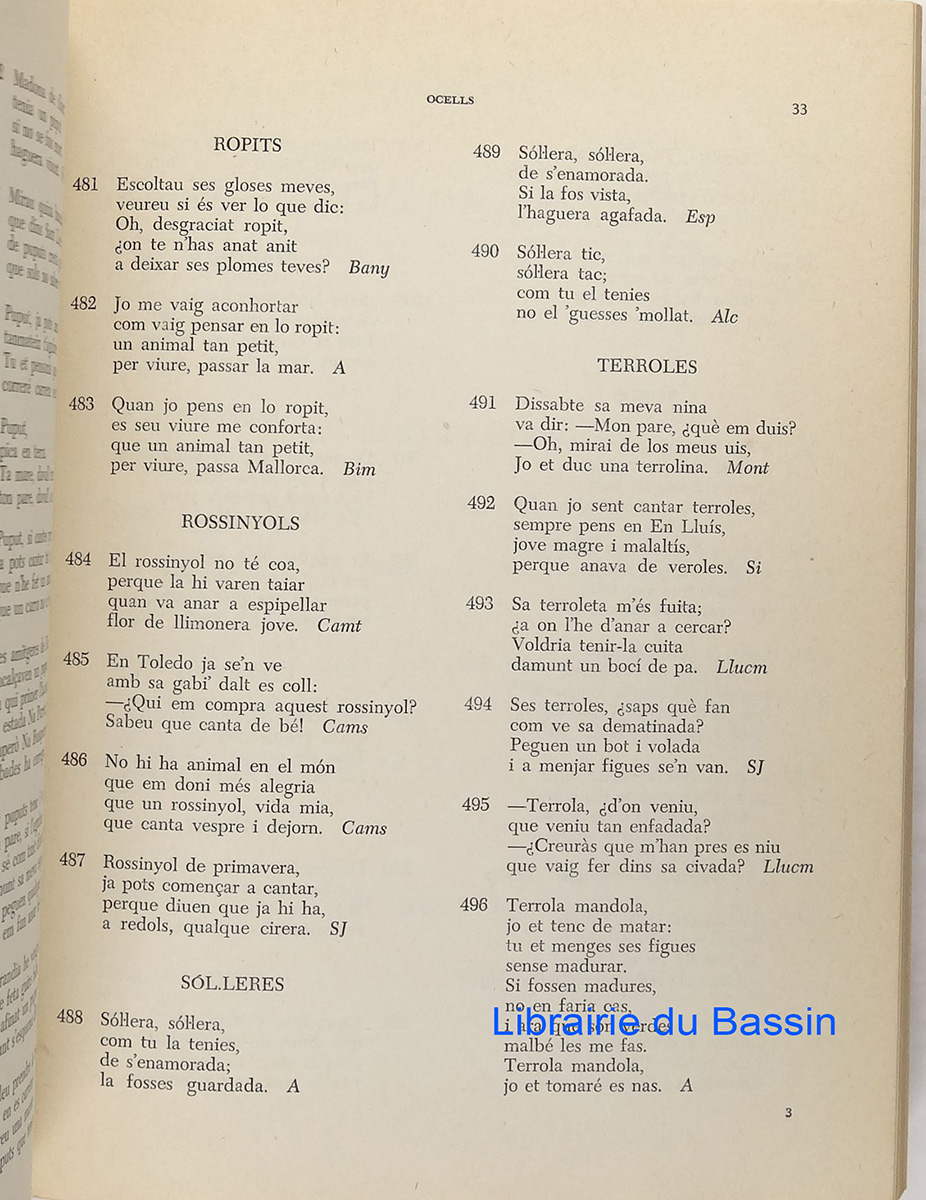 OCELLS
33
ROPITS
481 Escoltau ses gloses meves,
veureu si és ver lo que dic:
Oh, desgraciat ropit,
¿on te n'has anat anit
a deixar ses plomes teves? Bany
482 Jo me vaig aconhortar
com vaig pensar en lo ropit:
un animal tan petit,
per viure, passar la mar. A
483 Quan jo pens en lo ropit,
es seu viure me conforta:
que un animal tan petit,
per viure, passa Mallorca. Bim
ROSSINYOLS
484 El rossinyol no té coa,
perque la hi varen taiar
quan va anar a espipellar
flor de llimonera jove. Camt
485 En Toledo ja se'n ve
amb sa gabi' dalt es coll:
—¿Qui em compra aquest rossinyol?
Sabeu que canta de bé! Cams
486 No hi ha animal en el món
que em doni més alegria
que un rossinyol, vida mia,
que canta vespre i dejorn. Cams
487 Rossinyol de primavera,
ja pots començar a cantar,
perque diuen que ja hi ha,
a redols, qualque cirera. SJ
SÓL.LERES
488 Sól·lera, sól·lera,
com tu la tenies,
de s'enamorada;
la fosses guardada. A
489 Sól·lera, sól·lera,
de s'enamorada.
Si la fos vista,
l'haguera agafada. Esp
490 Sól·lera tic,
sól·lera tac;
com tu el tenies
no el 'guesses 'mollat. Alc
TERROLES
491 Dissabte sa meva nina
va dir: —Mon pare, ¿què em duis?
—Oh, mirai de los meus uis,
Jo et duc una terrolina. Mont
492 Quan jo sent cantar terroles,
sempre pens en En Lluís,
jove magre i malaltís,
perque anava de veroles. Si
493 Sa terroleta m'és fuita;
¿a on l'he d'anar a cercar?
Voldria tenir-la cuita
damunt un bocí de pa. Llucm
494 Ses terroles, ¿saps què fan
com ve sa dematinada?
Peguen un bot i volada
i a menjar figues se'n van. SJ
495 —Terrola, ¿d'on veniu,
que veniu tan enfadada?
—¿Creuràs que m'han pres es niu
que vaig fer dins sa civada? Llucm
496 Terrola mandola,
jo et tenc de matar:
tu et menges ses figues
sense madurar.
Si fossen madures,
no en faria cas,
i ara que són verdes
malbé les me fas.
Terrola mandola,
jo et tomaré es nas. A
3
Librairie du Bassin